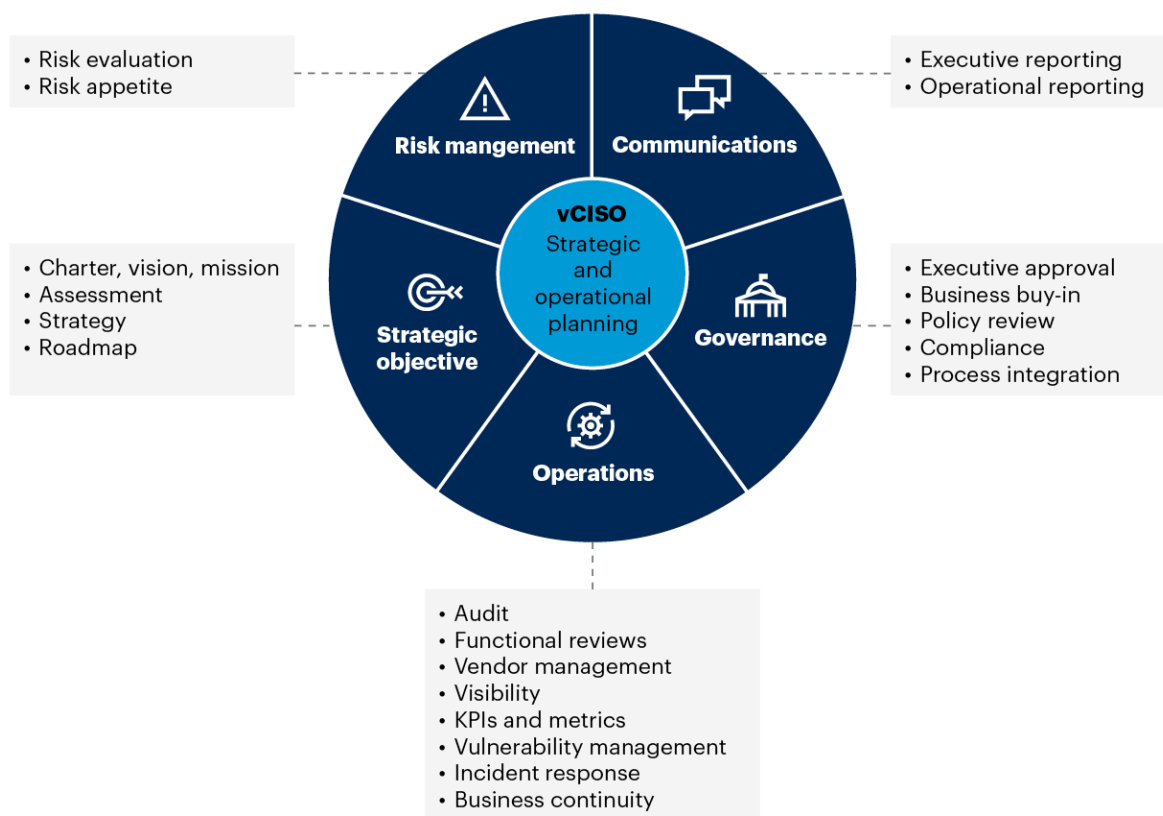 • Risk evaluation
• Risk appetite
Risk mangement
Communications
• Executive reporting
• Operational reporting
vCISO
Strategic
and
operational
planning
• Charter, vision, mission
• Assessment
• Strategy
• Roadmap
Strategic
objective
Governance
• Executive approval
• Business buy-in
• Policy review
• Compliance
• Process integration
Operations
• Audit
• Functional reviews
• Vendor management
• Visibility
• KPIs and metrics
• Vulnerability management
• Incident response
• Business continuity